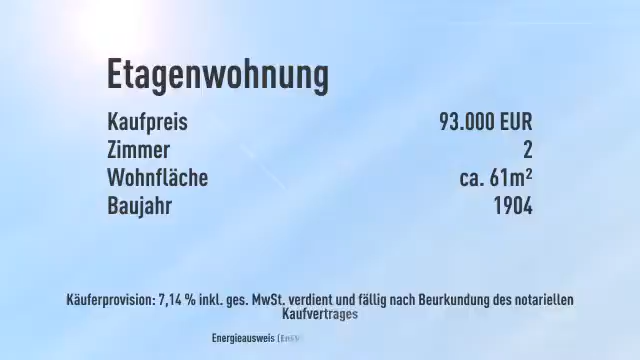 Etagenwohnung
Kaufpreis 93.000 EUR
Zimmer 2
Wohnfläche ca. 61m²
Baujahr 1904
Käuferprovision: 7,14 % inkl. ges. MwSt. verdient und fällig nach Beurkundung des notariellen
Kaufvertrages
Energieausweis